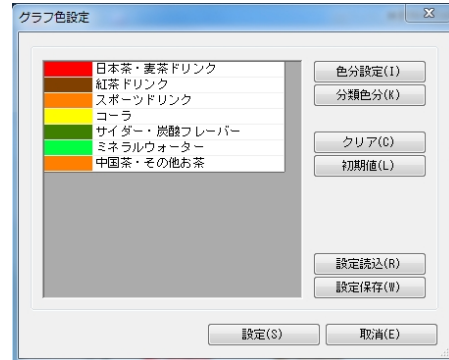 グラフ色設定
日本茶・麦茶ドリンク
紅茶ドリンク
スポーツドリンク
コーラ
サイダー・炭酸フレーバー
ミネラルウォーター
中国茶・その他お茶
色分設定(I)
分類色分(K)
クリア(C)
初期値(L)
設定読込(R)
設定保存(W)
設定(S)
取消(E)